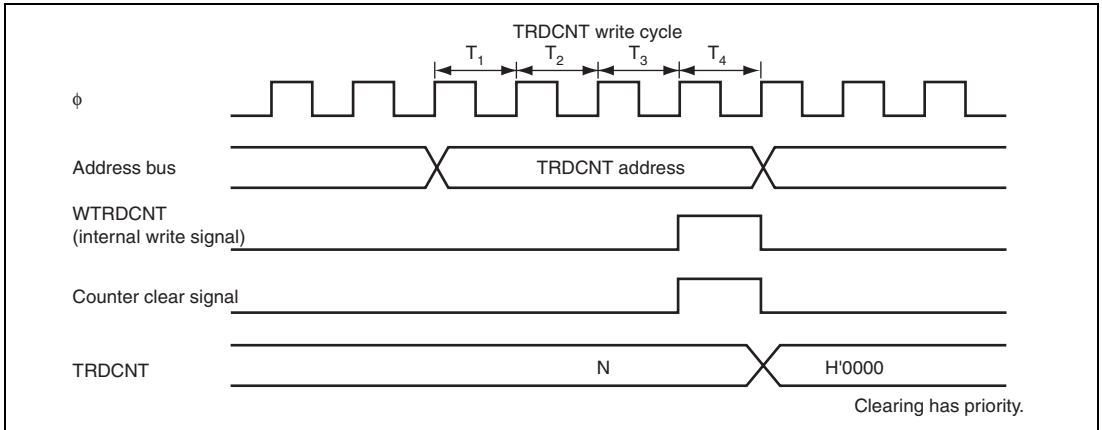 TRDCNT write cycle
T1 T2 T3 T4
ϕ
Address bus
TRDCNT address
WTRDCNT
(internal write signal)
Counter clear signal
TRDCNT
N
H'0000
Clearing has priority.